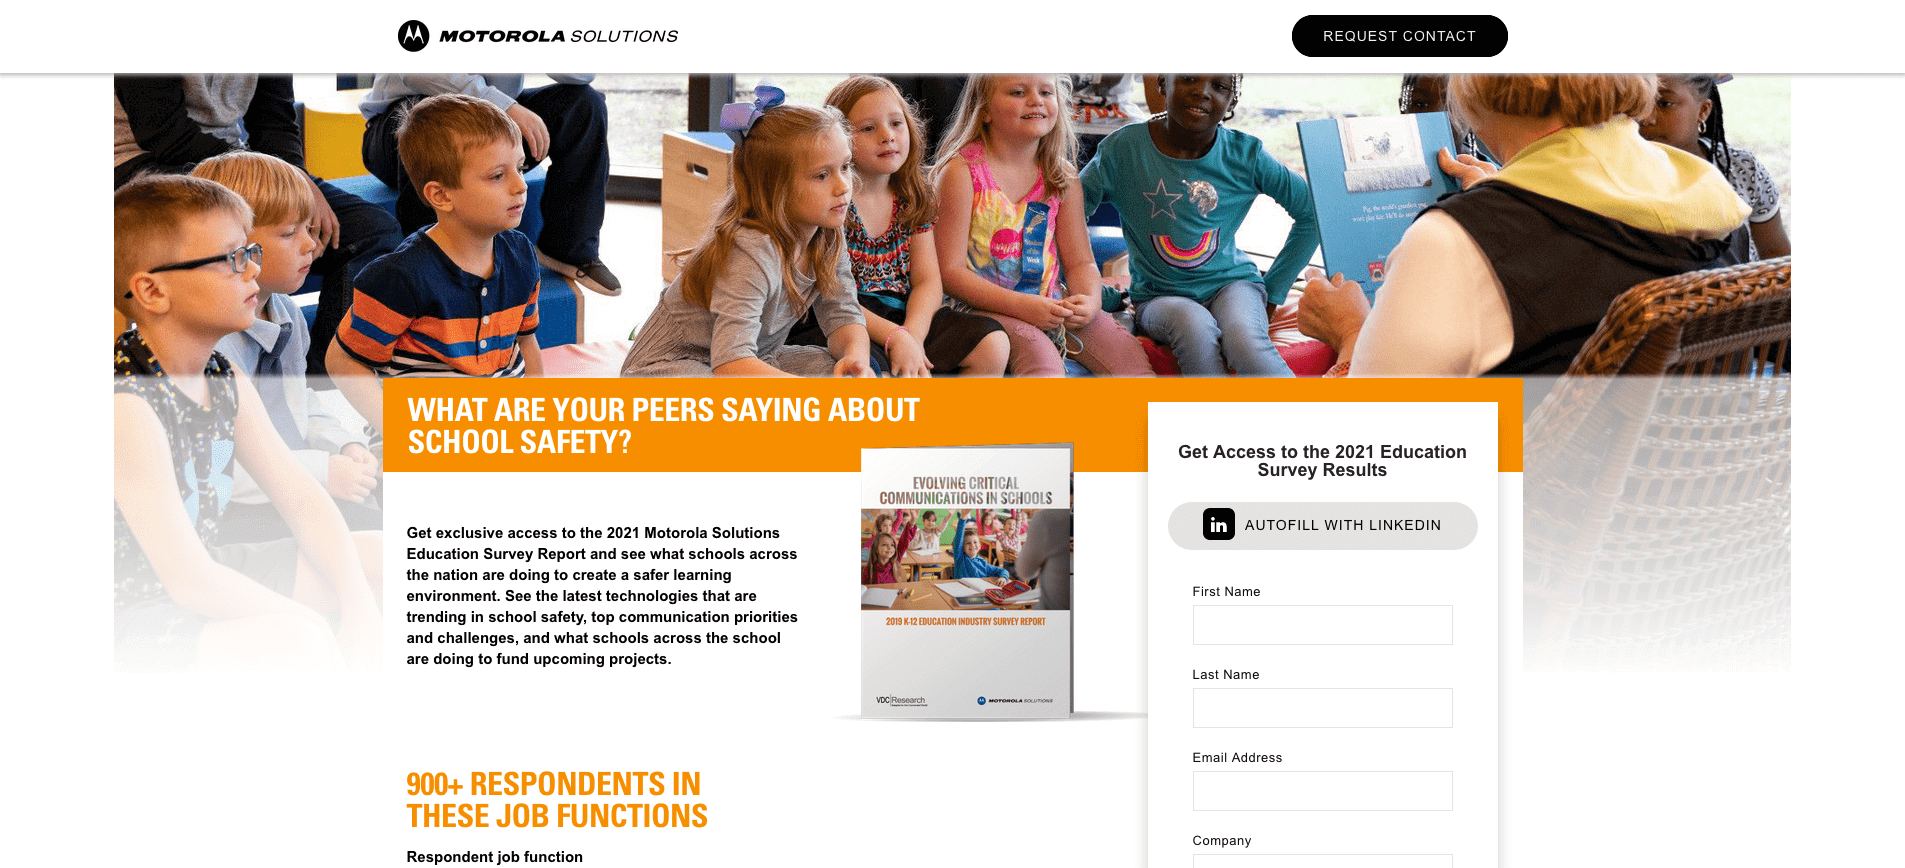 MOTOROLA SOLUTIONS
REQUEST CONTACT
Student
of the
Week
WHAT ARE YOUR PEERS SAYING ABOUT
SCHOOL SAFETY?
Get exclusive access to the 2021 Motorola Solutions
Education Survey Report and see what schools across
the nation are doing to create a safer learning
environment. See the latest technologies that are
trending in school safety, top communication priorities
and challenges, and what schools across the school
are doing to fund upcoming projects.
EVOLVING CRITICAL
COMMUNICATIONS IN SCHOOLS
2019 K-12 EDUCATION INDUSTRY SURVEY REPORT
VDC Research
MOTOROLA SOLUTIONS
900+ RESPONDENTS IN
THESE JOB FUNCTIONS
Respondent job function
Get Access to the 2021 Education
Survey Results
in AUTOFILL WITH LINKEDIN
First Name
Last Name
Email Address
Company